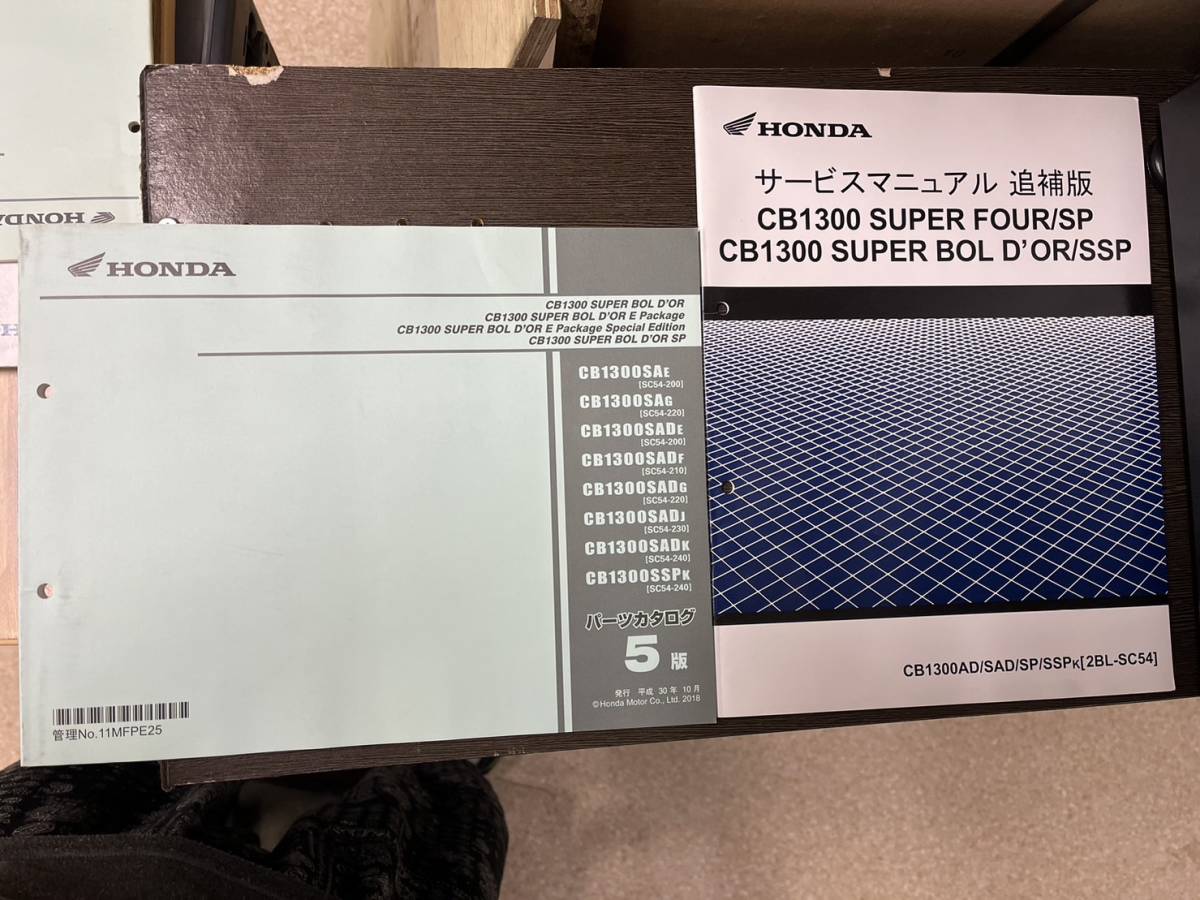 HONDA
HONDA
CB1300 SUPER BOL D'OR
CB1300 SUPER BOL D'OR E Package
CB1300 SUPER BOL D'OR E Package Special Edition
CB1300 SUPER BOL D'OR SP
CB1300SAE
[SC54-200]
CB1300SAG
[SC54-220]
CB1300SADE
[SC54-200]
CB1300SADF
[SC54-210]
CB1300SADG
[SC54-220]
CB1300SADJ
[SC54-230]
CB1300SADK
[SC54-240]
CB1300SSPK
[SC54-240]
パーツカタログ
5版
発行 平成 30年 10月
©Honda Motor Co., Ltd. 2018
管理No.11MFPE25
HONDA
サービスマニュアル 追補版
CB1300 SUPER FOUR/SP
CB1300 SUPER BOL D'OR/SSP
CB1300AD/SAD/SP/SSPK[2BL-SC54]